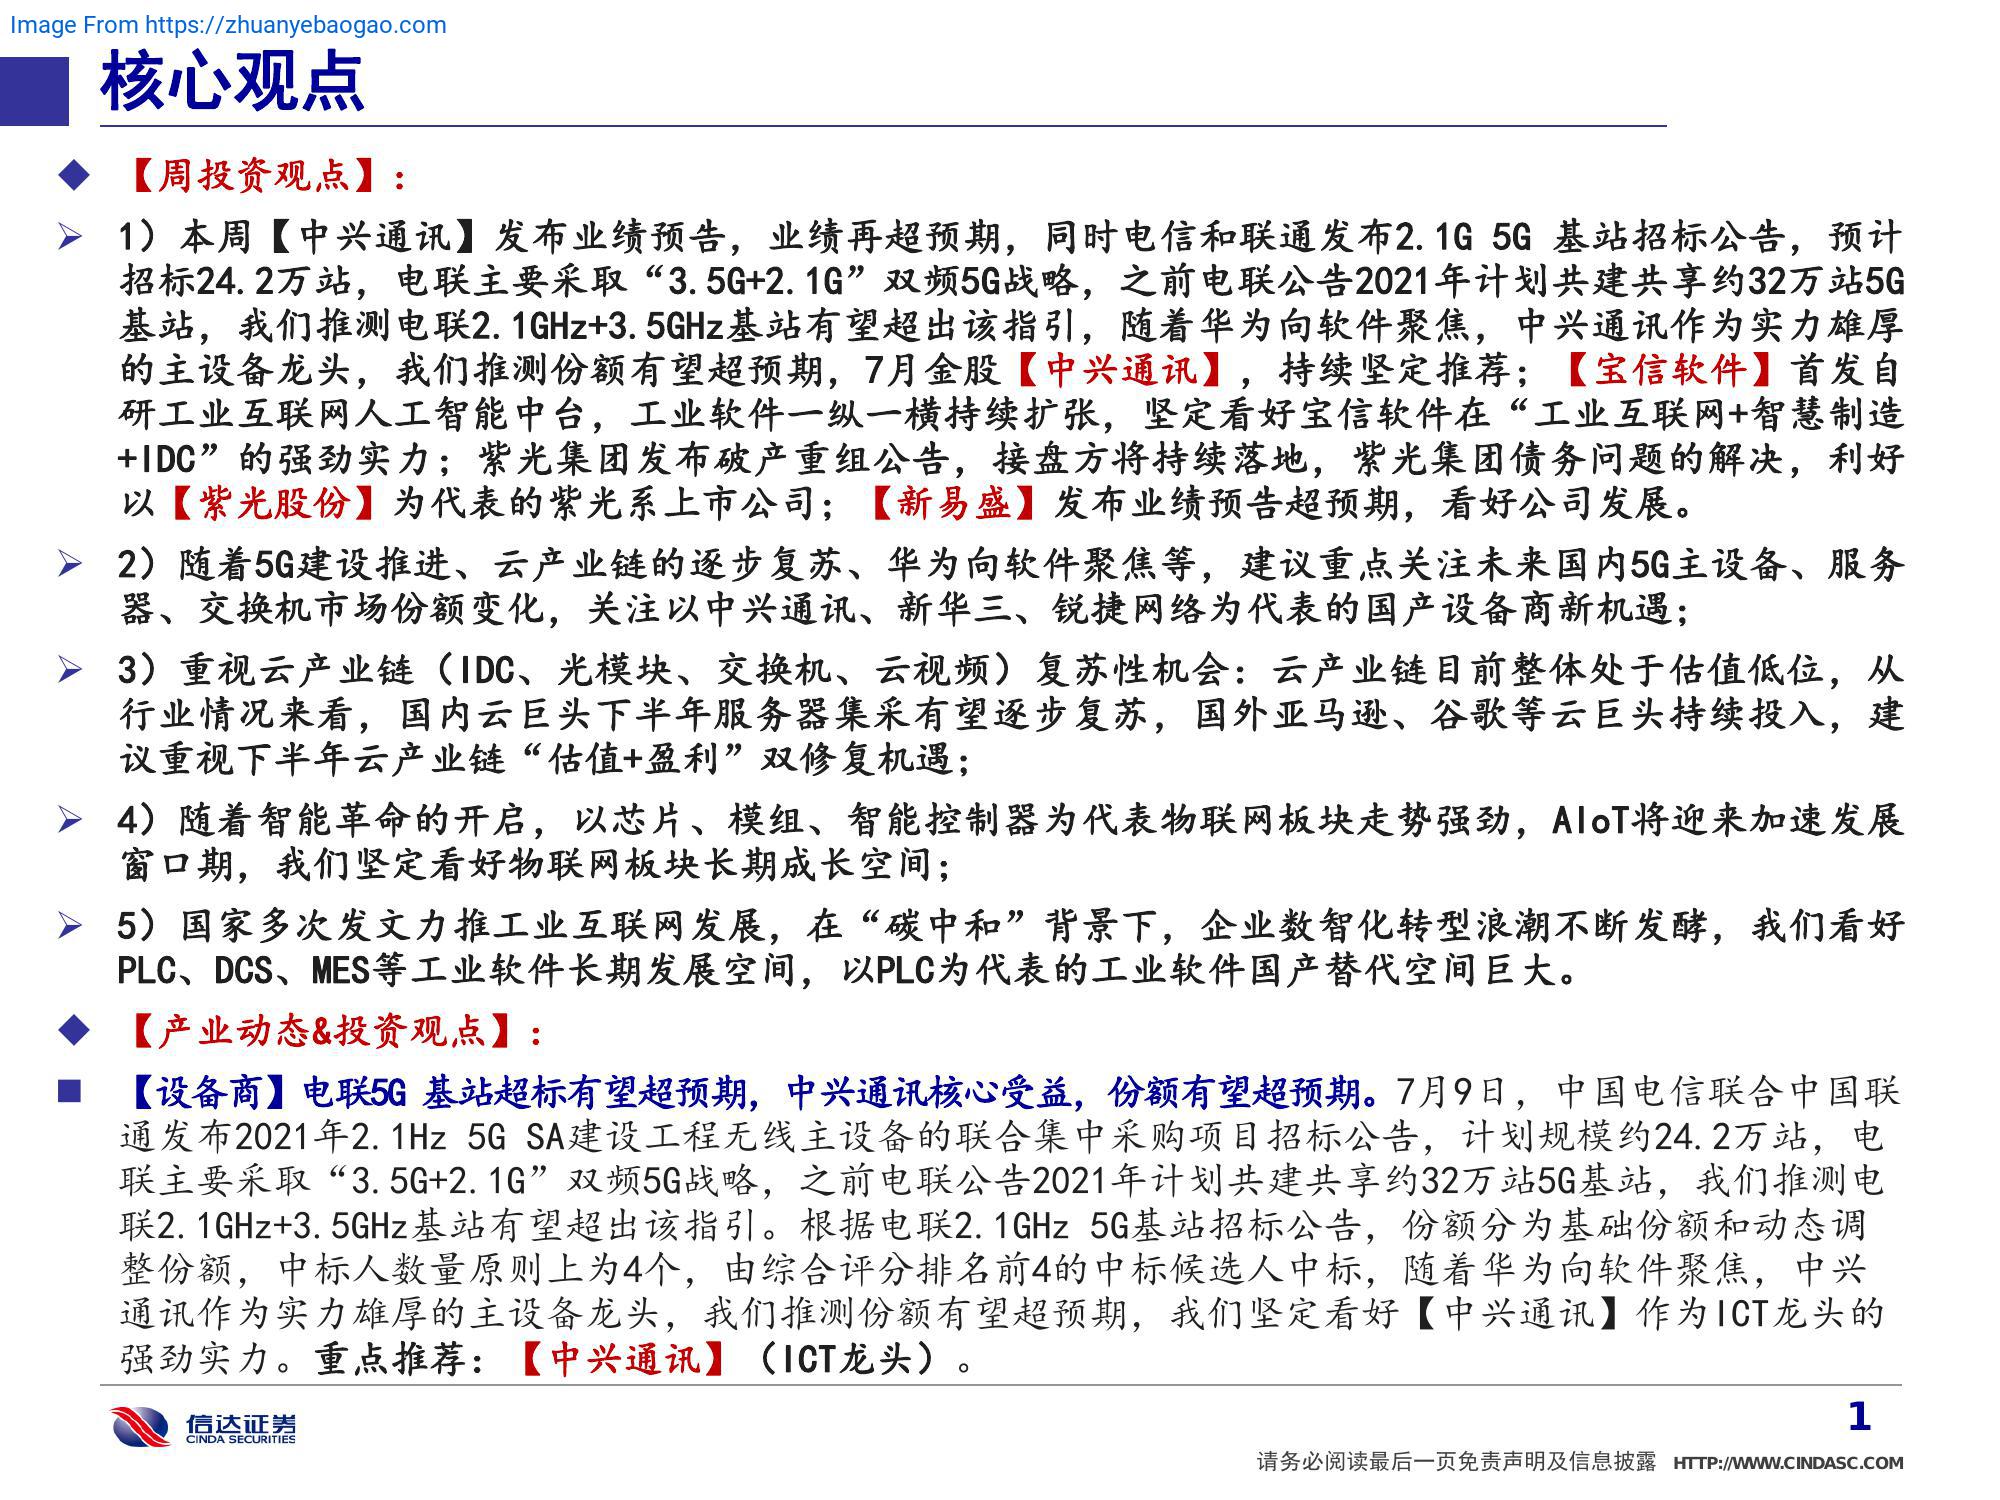 Image From https://zhuanyebaogao.com
核心观点
【周投资观点】：
1）本周【中兴通讯】发布业绩预告，业绩再超预期，同时电信和联通发布2.1G 5G 基站招标公告，预计
招标24.2万站，电联主要采取“3.5G+2.1G”双频5G战略，之前电联公告2021年计划共建共享约32万站5G
基站，我们推测电联2.1GHz+3.5GHz基站有望超出该指引，随着华为向软件聚焦，中兴通讯作为实力雄厚
的主设备龙头，我们推测份额有望超预期，7月金股【中兴通讯】，持续坚定推荐；【宝信软件】首发自
研工业互联网人工智能中台，工业软件一纵一横持续扩张，坚定看好宝信软件在“工业互联网+智慧制造
+IDC”的强劲实力；紫光集团发布破产重组公告，接盘方将持续落地，紫光集团债务问题的解决，利好
以【紫光股份】为代表的紫光系上市公司；【新易盛】发布业绩预告超预期，看好公司发展。
2）随着5G建设推进、云产业链的逐步复苏、华为向软件聚焦等，建议重点关注未来国内5G主设备、服务
器、交换机市场份额变化，关注以中兴通讯、新华三、锐捷网络为代表的国产设备商新机遇；
3）重视云产业链（IDC、光模块、交换机、云视频）复苏性机会：云产业链目前整体处于估值低位，从
行业情况来看，国内云巨头下半年服务器集采有望逐步复苏，国外亚马逊、谷歌等云巨头持续投入，建
议重视下半年云产业链“估值+盈利”双修复机遇；
4）随着智能革命的开启，以芯片、模组、智能控制器为代表物联网板块走势强劲，AIoT将迎来加速发展
窗口期，我们坚定看好物联网板块长期成长空间；
5）国家多次发文力推工业互联网发展，在“碳中和”背景下，企业数智化转型浪潮不断发酵，我们看好
PLC、DCS、MES等工业软件长期发展空间，以PLC为代表的工业软件国产替代空间巨大。
【产业动态&投资观点】：
【设备商】电联5G 基站超标有望超预期，中兴通讯核心受益，份额有望超预期。7月9日，中国电信联合中国联
通发布2021年2.1Hz 5G SA建设工程无线主设备的联合集中采购项目招标公告，计划规模约24.2万站，电
联主要采取“3.5G+2.1G”双频5G战略，之前电联公告2021年计划共建共享约32万站5G基站，我们推测电
联2.1GHz+3.5GHz基站有望超出该指引。根据电联2.1GHz 5G基站招标公告，份额分为基础份额和动态调
整份额，中标人数量原则上为4个，由综合评分排名前4的中标候选人中标，随着华为向软件聚焦，中兴
通讯作为实力雄厚的主设备龙头，我们推测份额有望超预期，我们坚定看好【中兴通讯】作为ICT龙头的
强劲实力。重点推荐：【中兴通讯】（ICT龙头）。
信达证券
CINDA SECURITIES
1
请务必阅读最后一页免责声明及信息披露 HTTP://WWW.CINDASC.COM